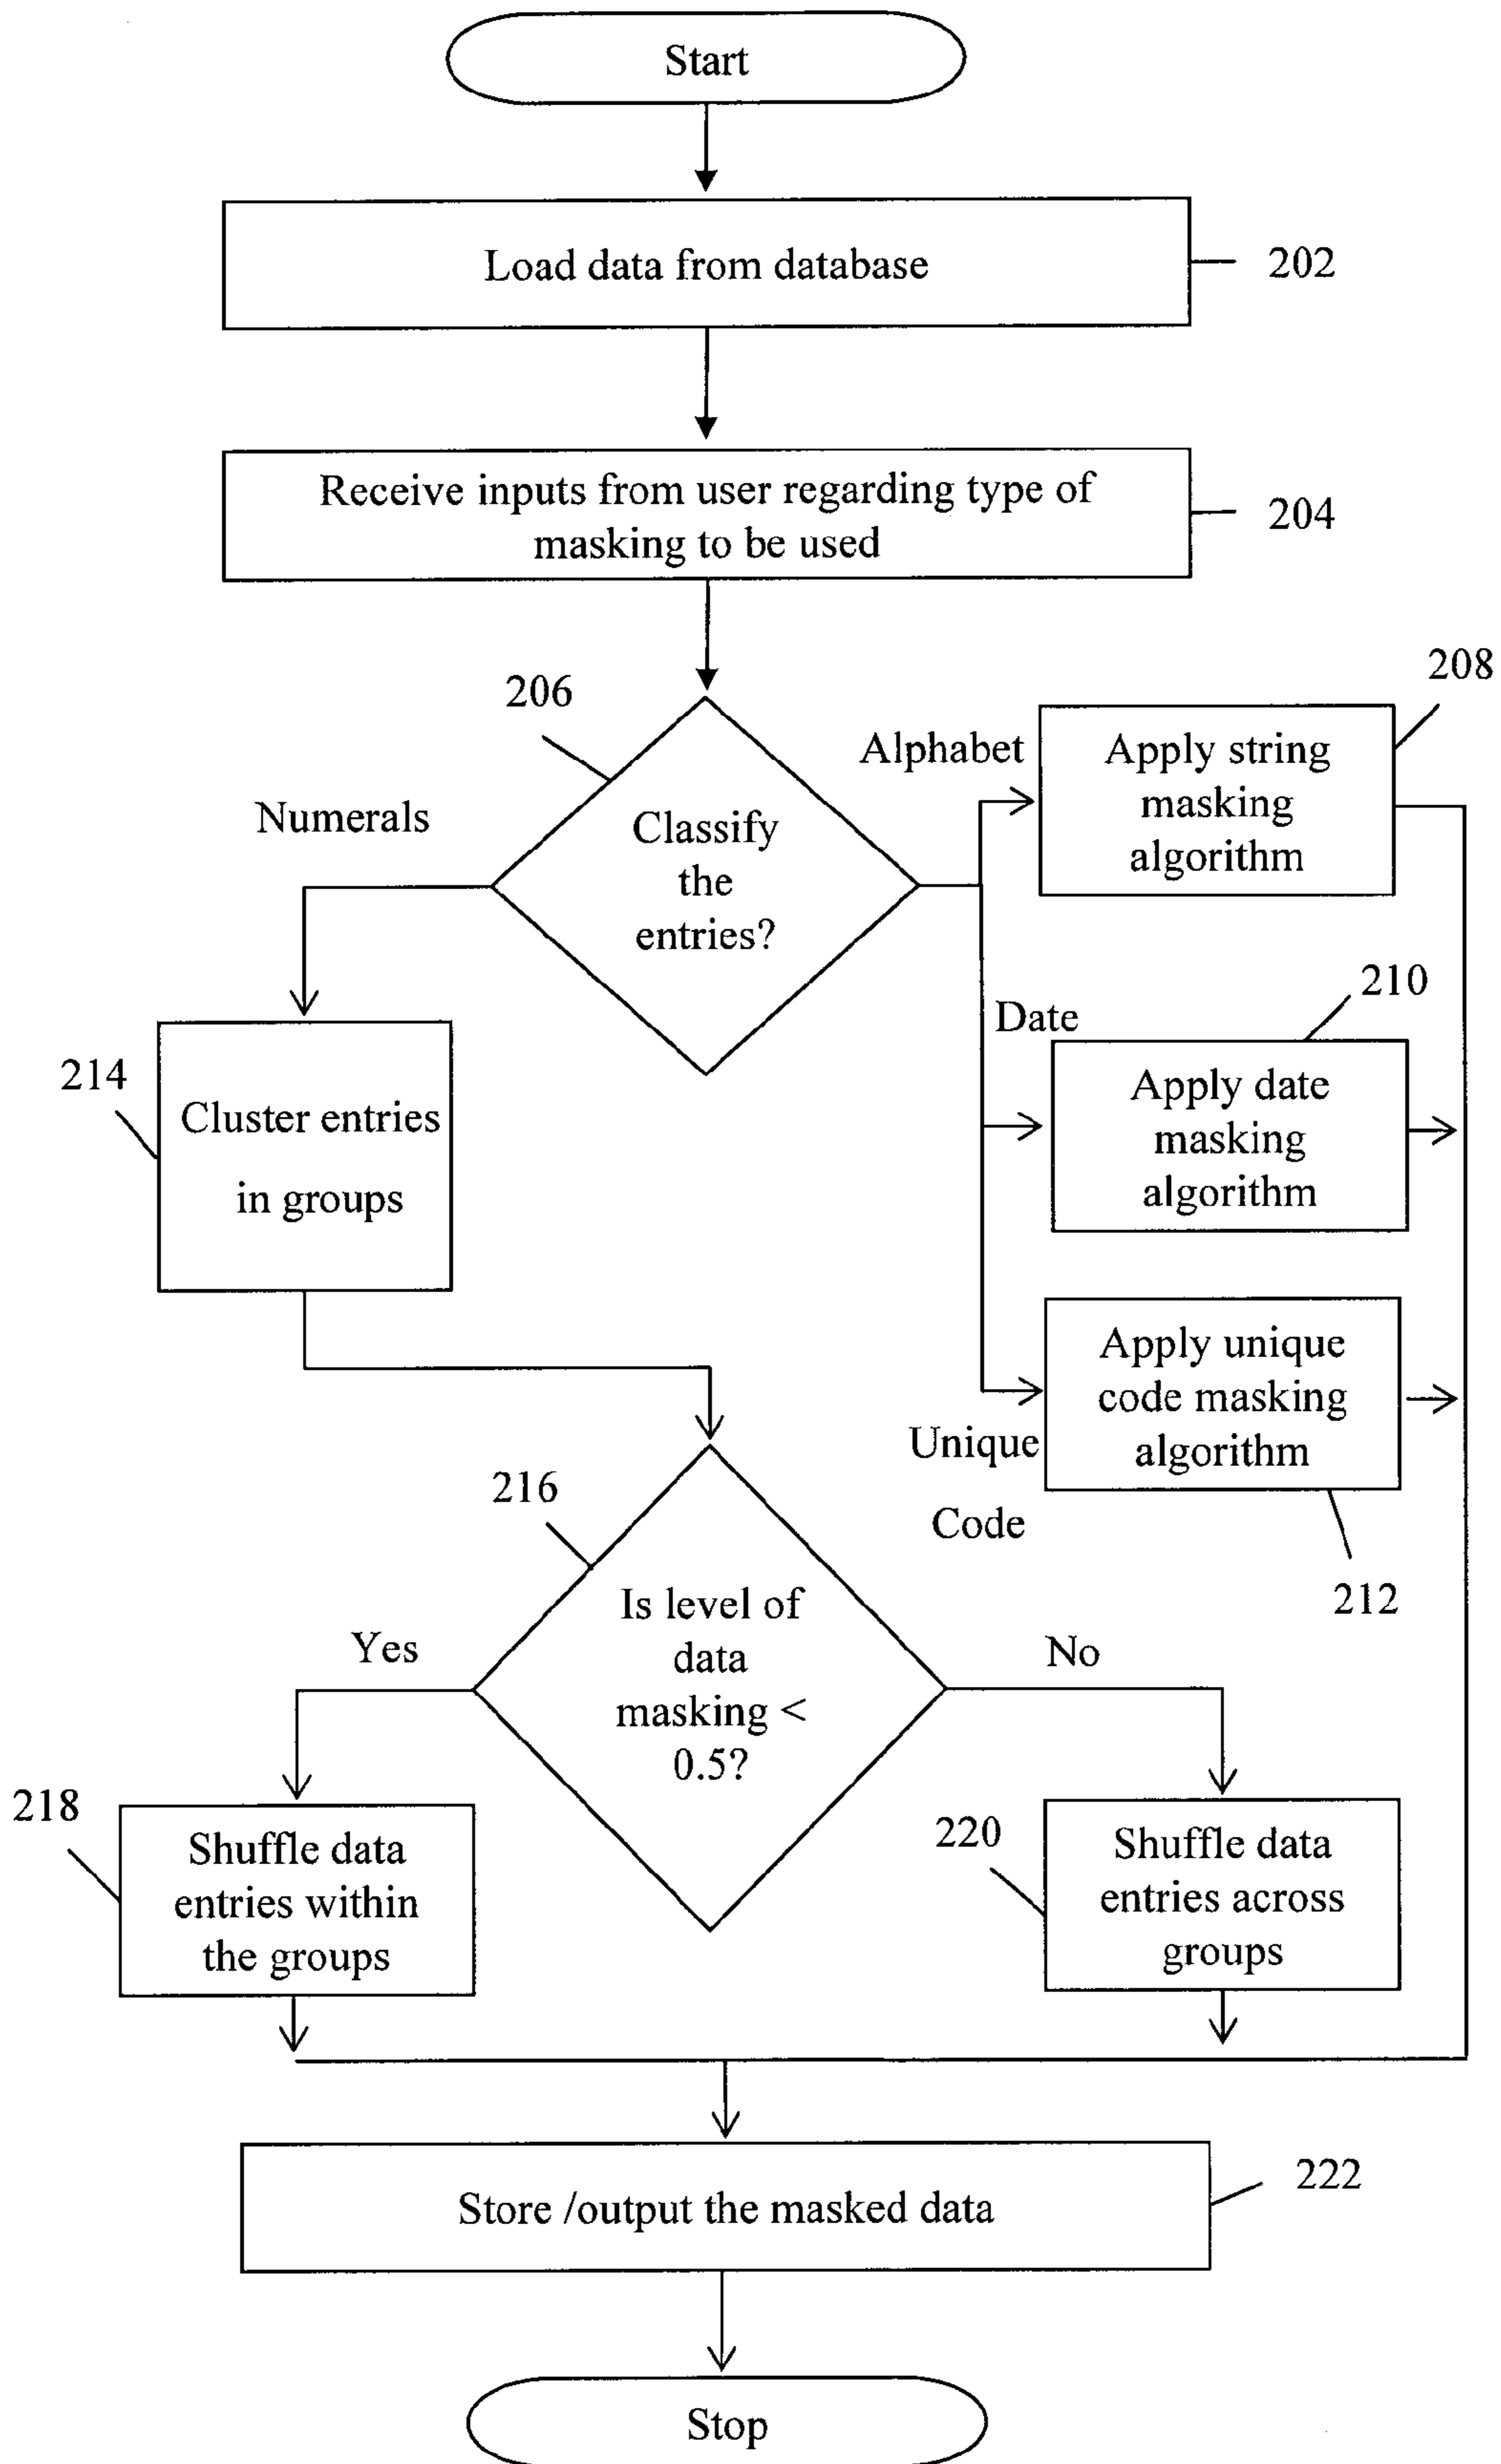 Start
Load data from database
202
Receive inputs from user regarding type of
masking to be used
204
206
208
Numerals
Classify
the
entries?
Alphabet
Apply string
masking
algorithm
Date
210
Apply date
masking
algorithm
214
Cluster entries
in groups
Unique
Code
Apply unique
code masking
algorithm
212
216
Is level of
data
masking <
0.5?
Yes
No
218
Shuffle data
entries within
the groups
220
Shuffle data
entries across
groups
Store /output the masked data
222
Stop